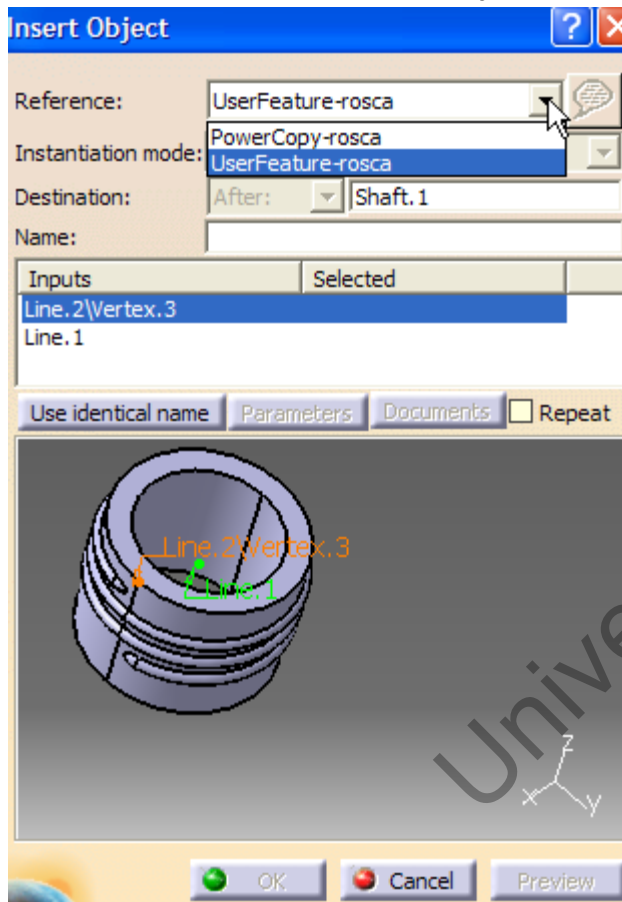 Insert Object
Reference: UserFeature-rosca
PowerCopy-rosca
Instantiation mode: UserFeature-rosca
Destination: After: Shaft.1
Name:
Inputs Selected
Line.2\Vertex.3
Line.1
Use identical name Parameters Documents Repeat
Line.2\Vertex.3
Line.1
z
x y
OK Cancel Preview